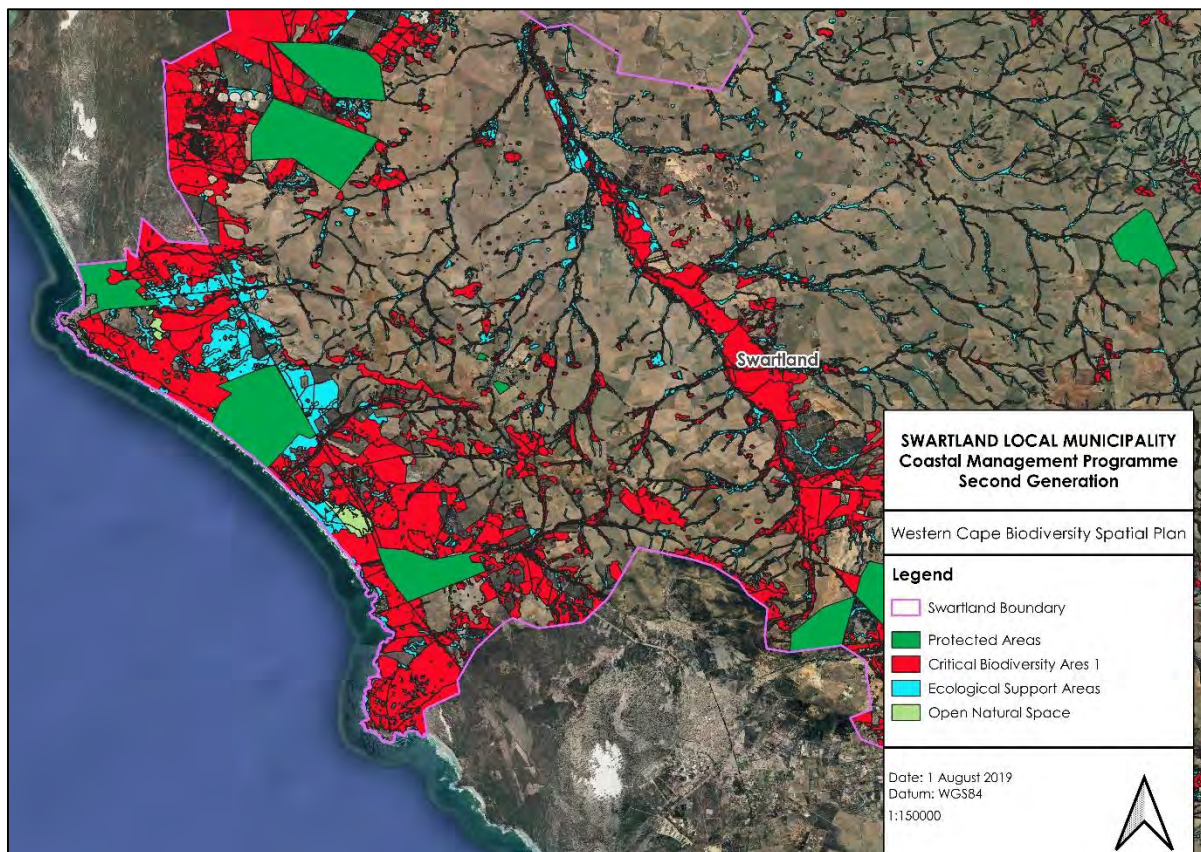 Swartland
SWARTLAND LOCAL MUNICIPALITY
Coastal Management Programme
Second Generation
Western Cape Biodiversity Spatial Plan
Legend
Swartland Boundary
Protected Areas
Critical Biodiversity Ares 1
Ecological Support Areas
Open Natural Space
Date: 1 August 2019
Datum: WGS84
1:150000